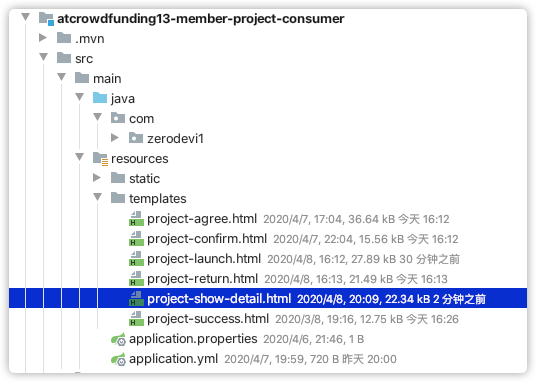 atcrowdfunding13-member-project-consumer
.mvn
src
main
java
com
zerodevi1
resources
static
templates
project-agree.html 2020/4/7, 17:04, 36.64 kB 今天 16:12
project-confirm.html 2020/4/7, 22:04, 15.56 kB 今天 16:12
project-launch.html 2020/4/8, 16:12, 27.89 kB 30 分钟之前
project-return.html 2020/4/8, 16:13, 21.49 kB 今天 16:13
project-show-detail.html 2020/4/8, 20:09, 22.34 kB 2 分钟之前
project-success.html 2020/3/8, 19:16, 12.75 kB 今天 16:26
application.properties 2020/4/6, 21:46, 1 B
application.yml 2020/4/7, 19:59, 720 B 昨天 20:00